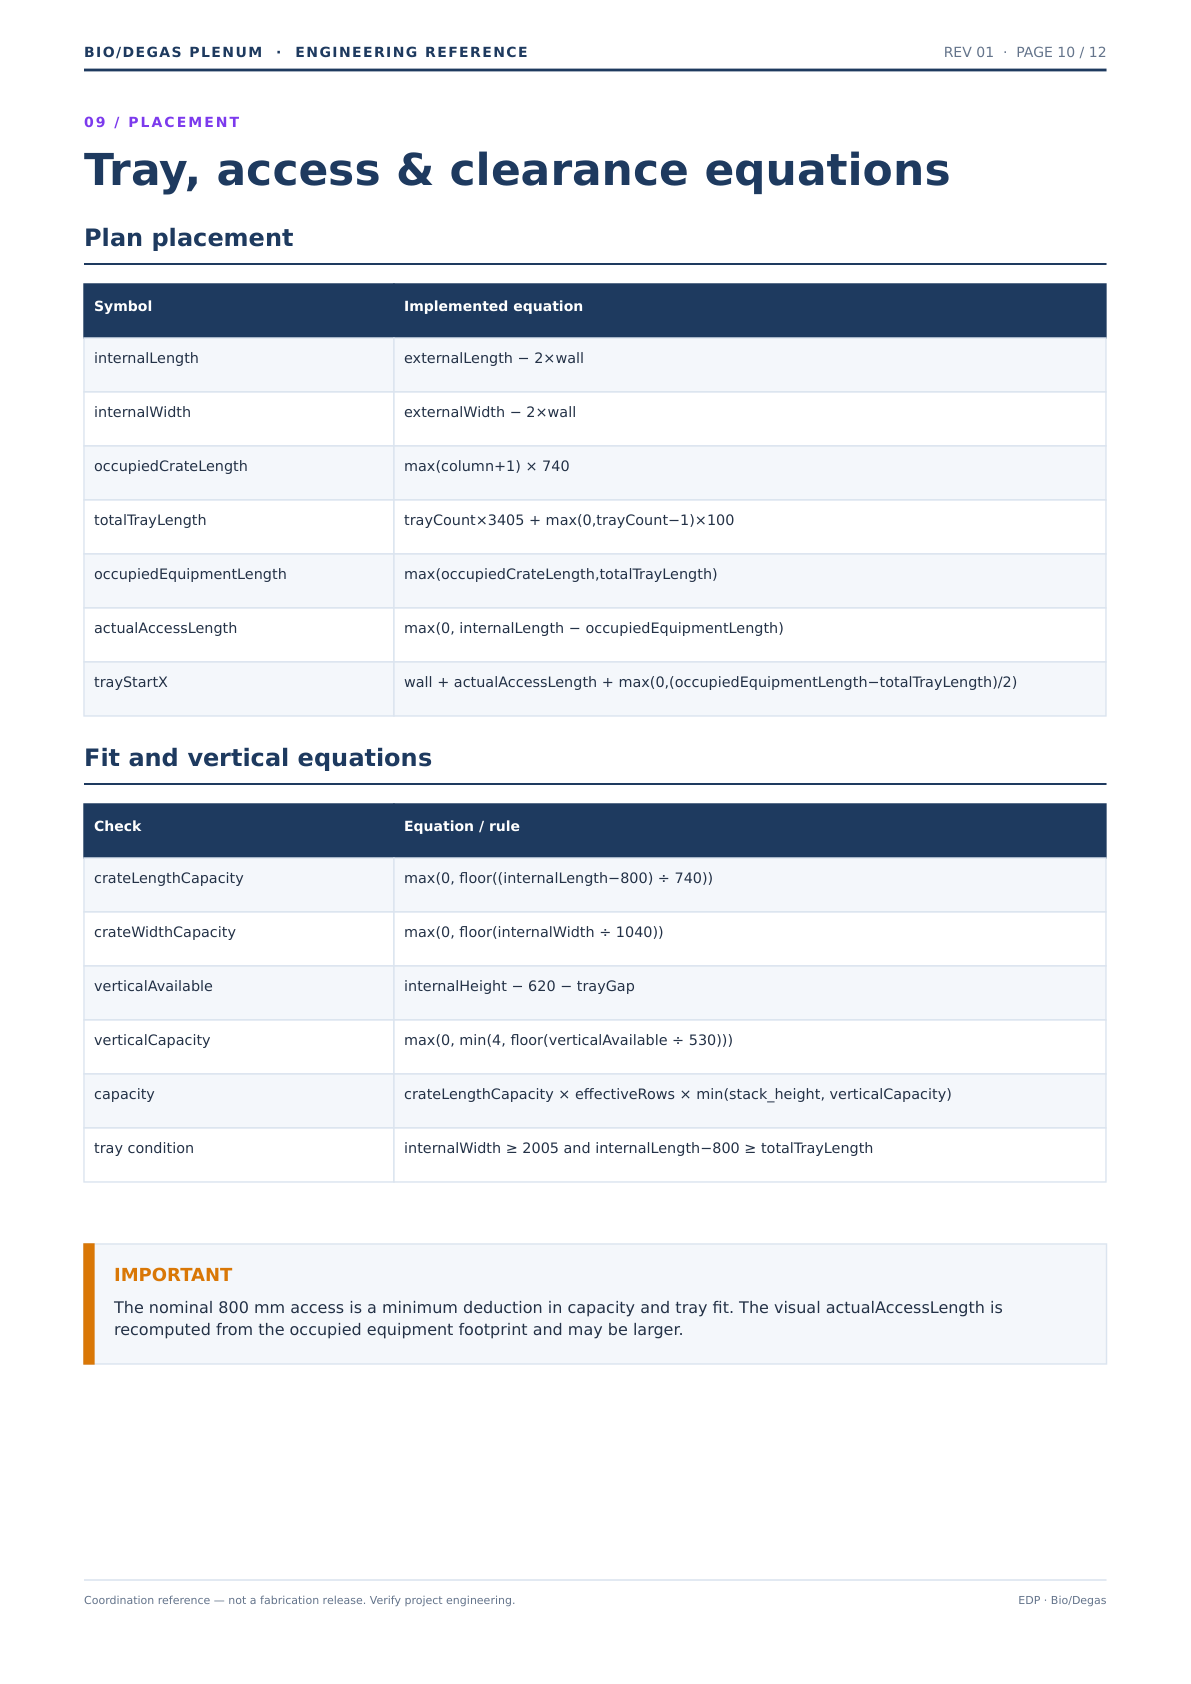 BIO/DEGAS PLENUM · ENGINEERING REFERENCE
REV 01 · PAGE 10 / 12
09 / PLACEMENT
Tray, access & clearance equations
Plan placement
Symbol Implemented equation
internalLength externalLength − 2×wall
internalWidth externalWidth − 2×wall
occupiedCrateLength max(column+1) × 740
totalTrayLength trayCount×3405 + max(0,trayCount−1)×100
occupiedEquipmentLength max(occupiedCrateLength,totalTrayLength)
actualAccessLength max(0, internalLength − occupiedEquipmentLength)
trayStartX wall + actualAccessLength + max(0,(occupiedEquipmentLength−totalTrayLength)/2)
Fit and vertical equations
Check Equation / rule
crateLengthCapacity max(0, floor((internalLength−800) ÷ 740))
crateWidthCapacity max(0, floor(internalWidth ÷ 1040))
verticalAvailable internalHeight − 620 − trayGap
verticalCapacity max(0, min(4, floor(verticalAvailable ÷ 530)))
capacity crateLengthCapacity × effectiveRows × min(stack_height, verticalCapacity)
tray condition internalWidth ≥ 2005 and internalLength−800 ≥ totalTrayLength
IMPORTANT
The nominal 800 mm access is a minimum deduction in capacity and tray fit. The visual actualAccessLength is
recomputed from the occupied equipment footprint and may be larger.
Coordination reference — not a fabrication release. Verify project engineering.
EDP · Bio/Degas